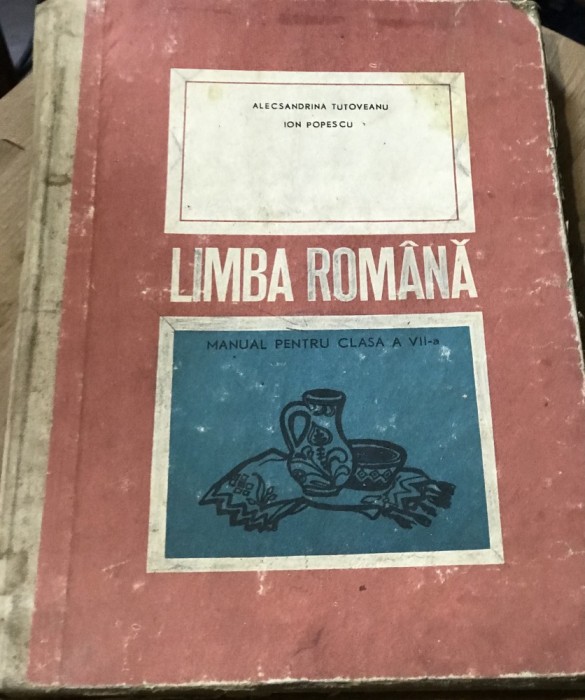 ALECSANDRINA TUTOVEANU
ION POPESCU
LIMBA ROMÂNĂ
MANUAL PENTRU CLASA A VII-a